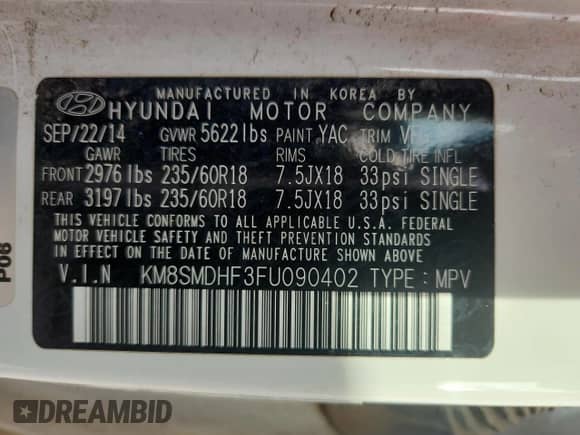 MANUFACTURED IN KOREA BY
HYUNDAI MOTOR COMPANY
SEP/22/14 GVWR 5622lbs PAINT YAC TRIM
GAWR TIRES RIMS COLD TIRE INFL
FRONT 2976lbs 235/60R18 7.5JX18 33psi SINGLE
REAR 3197lbs 235/60R18 7.5JX18 33psi SINGLE
THIS VEHICLE CONFORMS TO ALL APPLICABLE U.S.A. FEDERAL
MOTOR VEHICLE SAFETY AND THEFT PREVENTION STANDARDS
IN EFFECT ON THE DATE OF MANUFACTURE SHOWN ABOVE.
V.I.N KM8SMDHF3FU090402 TYPE : MPV
P08
DREAMBID